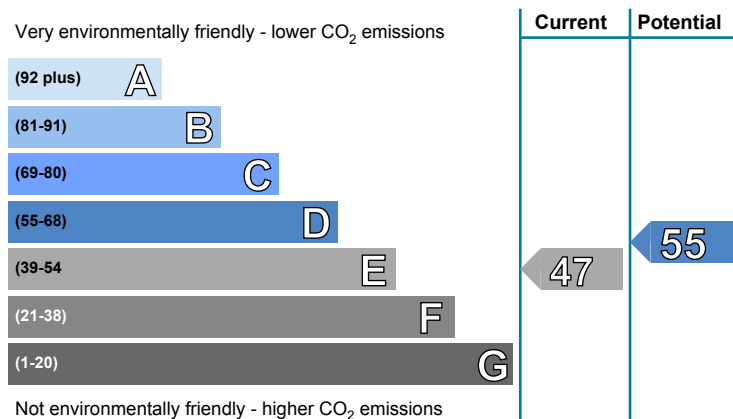 Current Potential
Very environmentally friendly - lower CO₂ emissions
(92 plus) A
(81-91) B
(69-80) C
(55-68) D
55
(39-54 E
47
(21-38) F
(1-20) G
Not environmentally friendly - higher CO₂ emissions